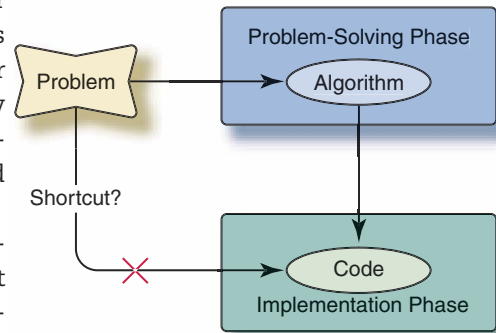 Problem-Solving Phase
Problem
Algorithm
Shortcut?
Code
Implementation Phase